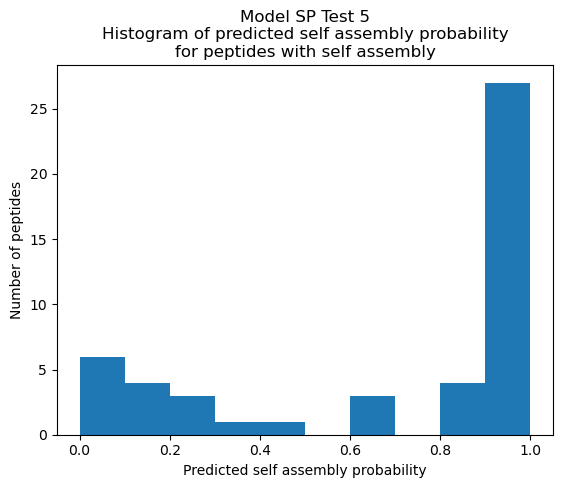 Model SP Test 5
Histogram of predicted self assembly probability
for peptides with self assembly
25
20
15
10
5
0
Number of peptides
0.0 0.2 0.4 0.6 0.8 1.0
Predicted self assembly probability